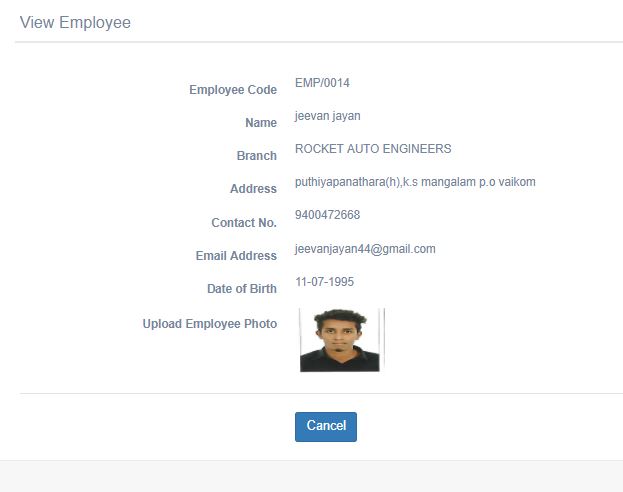 View Employee
Employee Code EMP/0014
Name jeevan jayan
Branch ROCKET AUTO ENGINEERS
Address puthiyapanathara(h),k.s mangalam p.o vaikom
Contact No. 9400472668
Email Address jeevanjayan44@gmail.com
Date of Birth 11-07-1995
Upload Employee Photo
Cancel